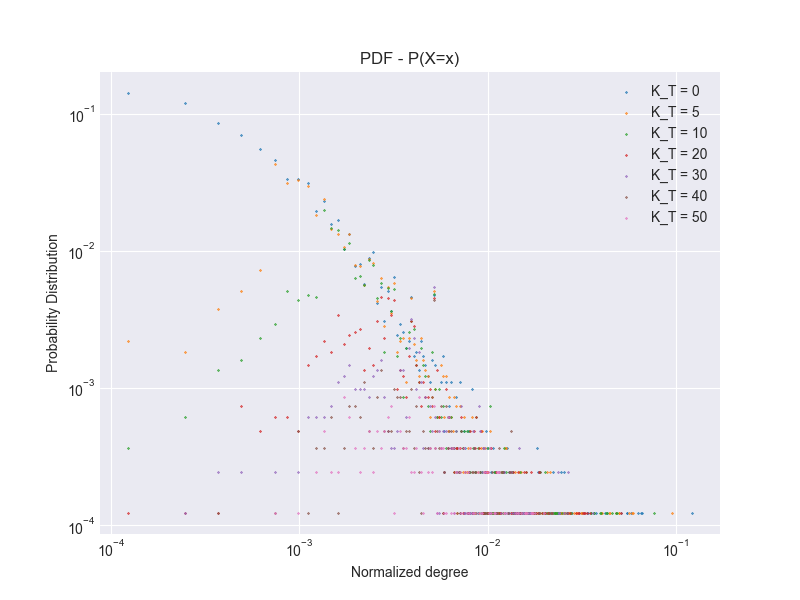 PDF - P(X=x)
K_T = 0
K_T = 5
K_T = 10
K_T = 20
K_T = 30
K_T = 40
K_T = 50
Probability Distribution
10⁻¹
10⁻²
10⁻³
10⁻⁴
10⁻⁴ 10⁻³ 10⁻² 10⁻¹
Normalized degree